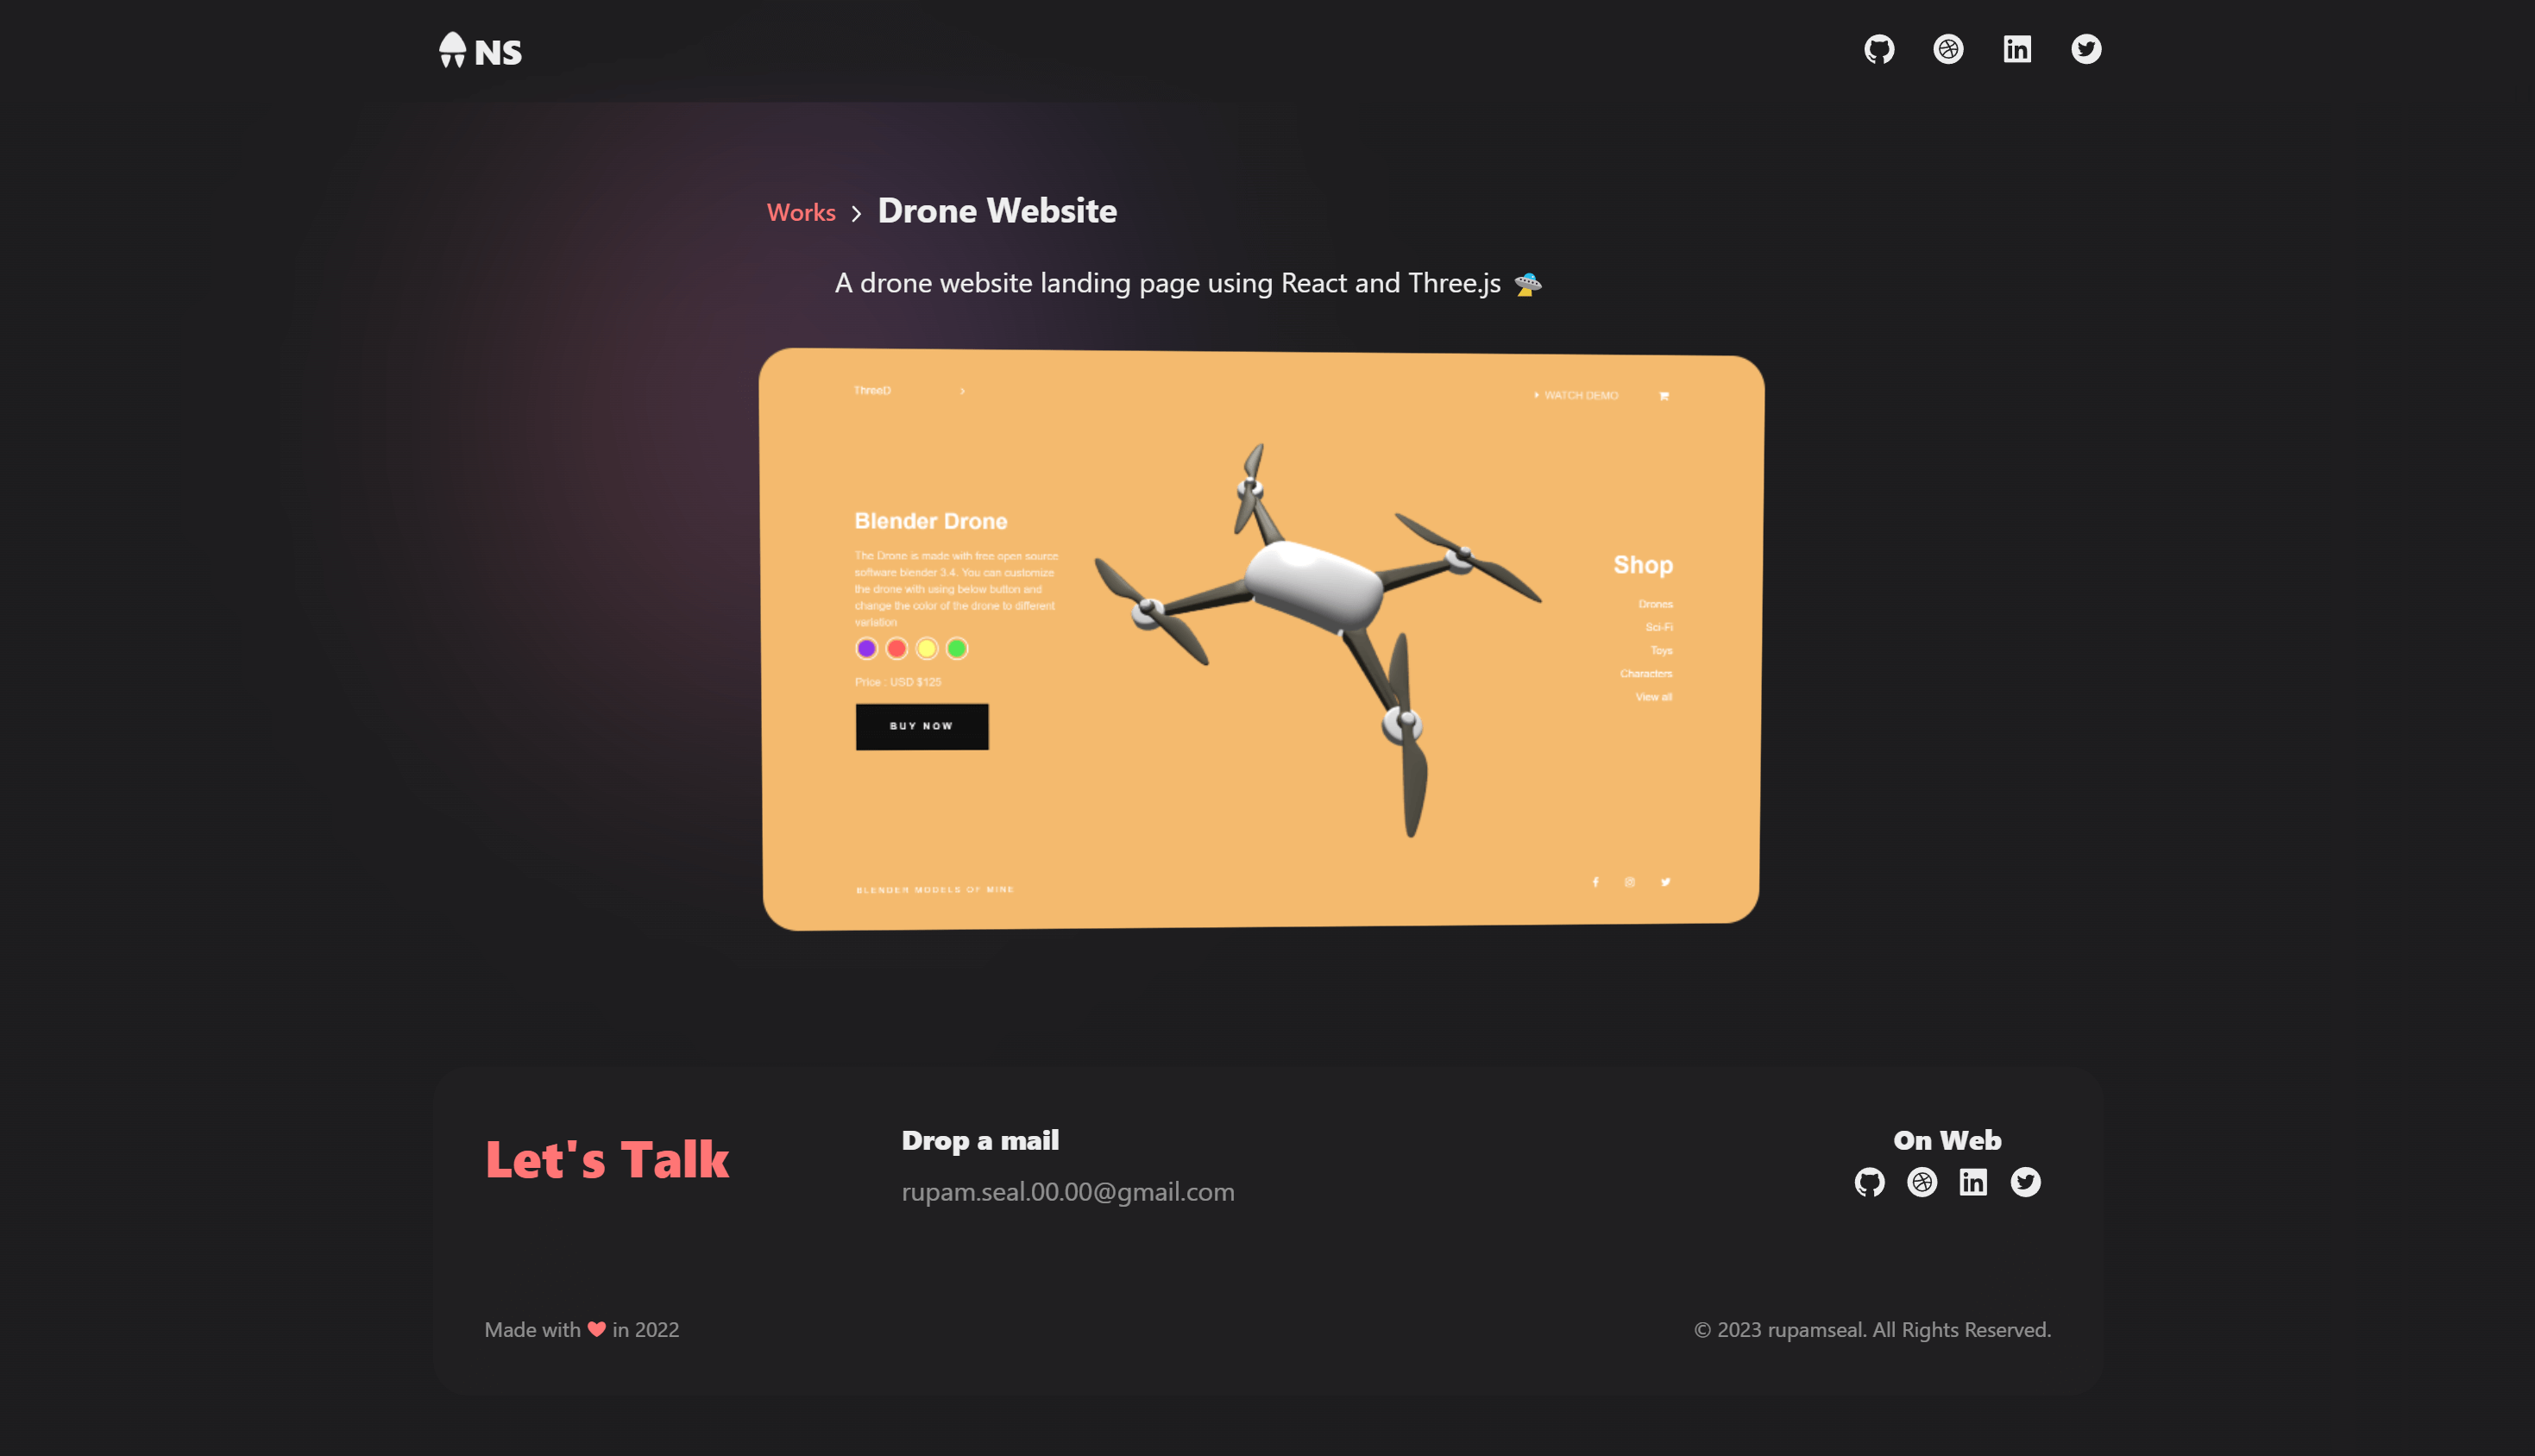 NS
Works > Drone Website
A drone website landing page using React and Three.js 🛸
ThreeD
WATCH DEMO
Blender Drone
The Drone is made with free open source
software blender 3.4. You can customize
the drone with using below button and
change the color of the drone to different
variation
Price : USD $125
BUY NOW
Shop
Drones
Sci-Fi
Toys
Characters
View all
BLENDER MODELS OF MINE
Let's Talk
Drop a mail
rupam.seal.00.00@gmail.com
On Web
Made with ❤ in 2022
© 2023 rupamseal. All Rights Reserved.